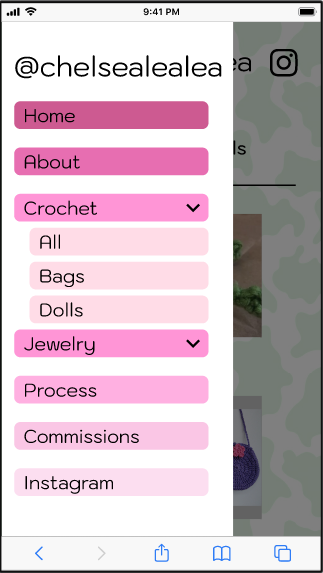 9:41 PM
@chelsealealea
Home
About
Crochet
All
Bags
Dolls
Jewelry
Process
Commissions
Instagram